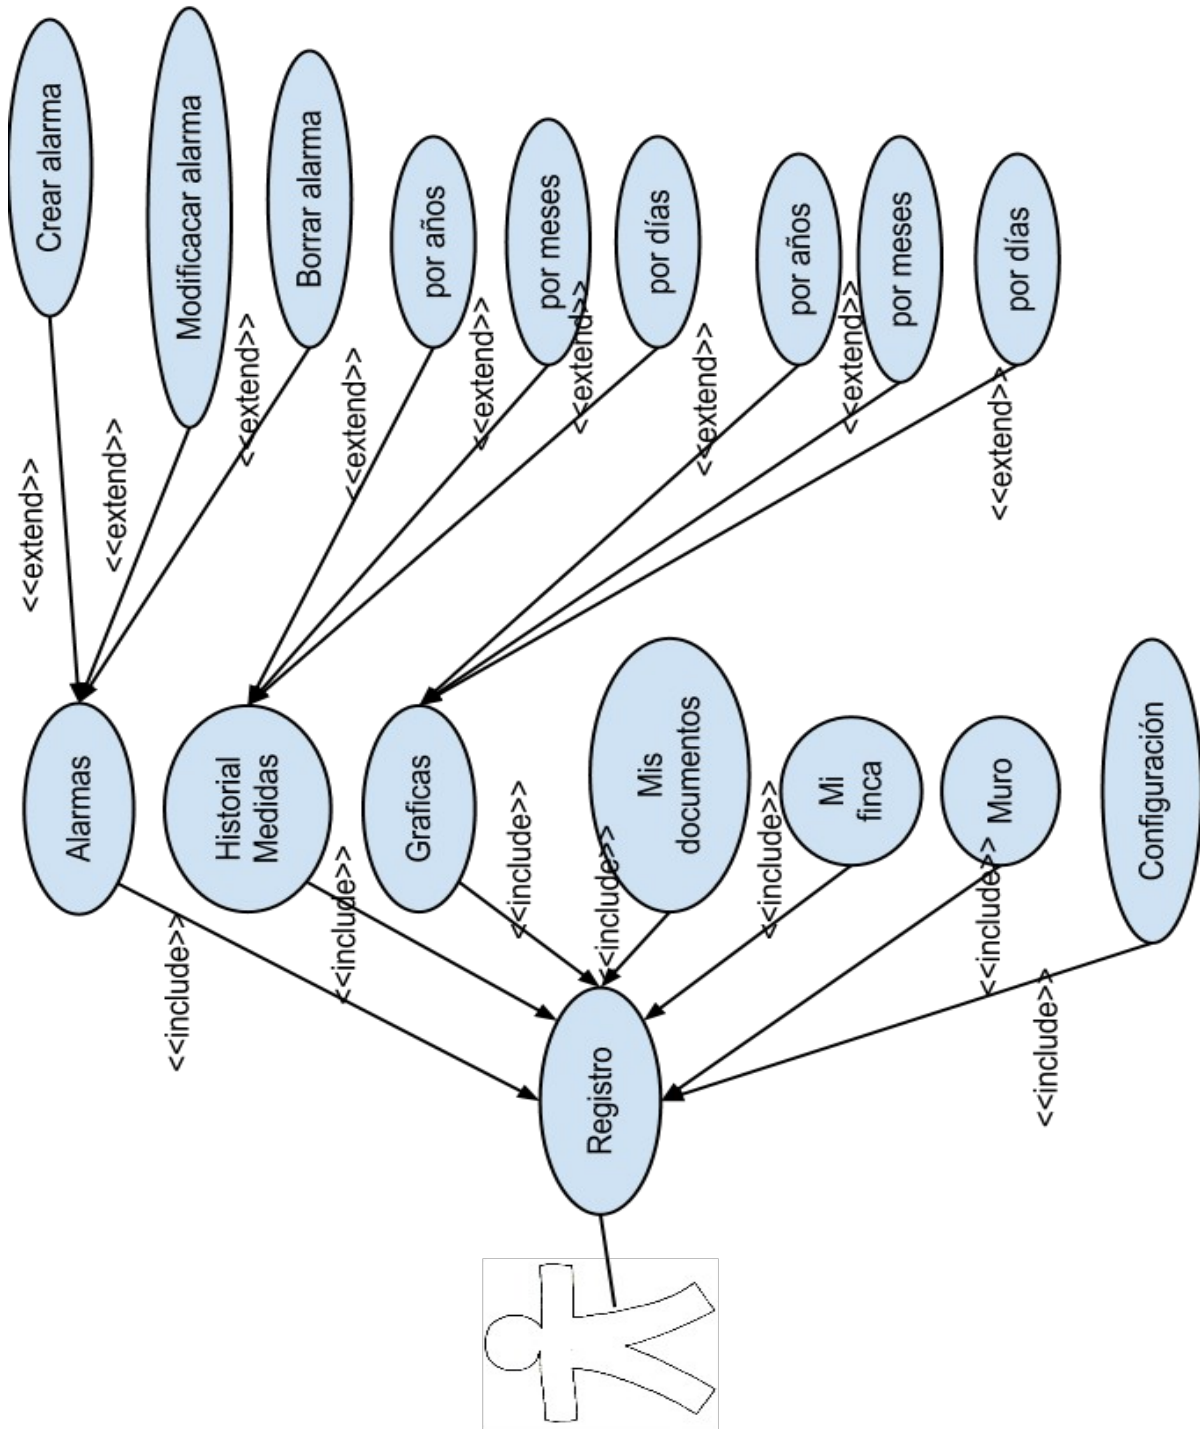 Crear alarma
<<extend>>
Modificacar alarma
<<extend>>
Borrar alarma
<<extend>>
por años
<<extend>>
por meses
<<extend>>
por días
<<extend>>
por años
<<extend>>
por meses
<<extend>>
por días
<<extend>>
Alarmas
<<include>>
Historial
Medidas
<<include>>
Graficas
<<include>>
Mis
documentos
<<include>>
Mi
finca
<<include>>
Muro
<<include>>
Configuración
<<include>>
Registro